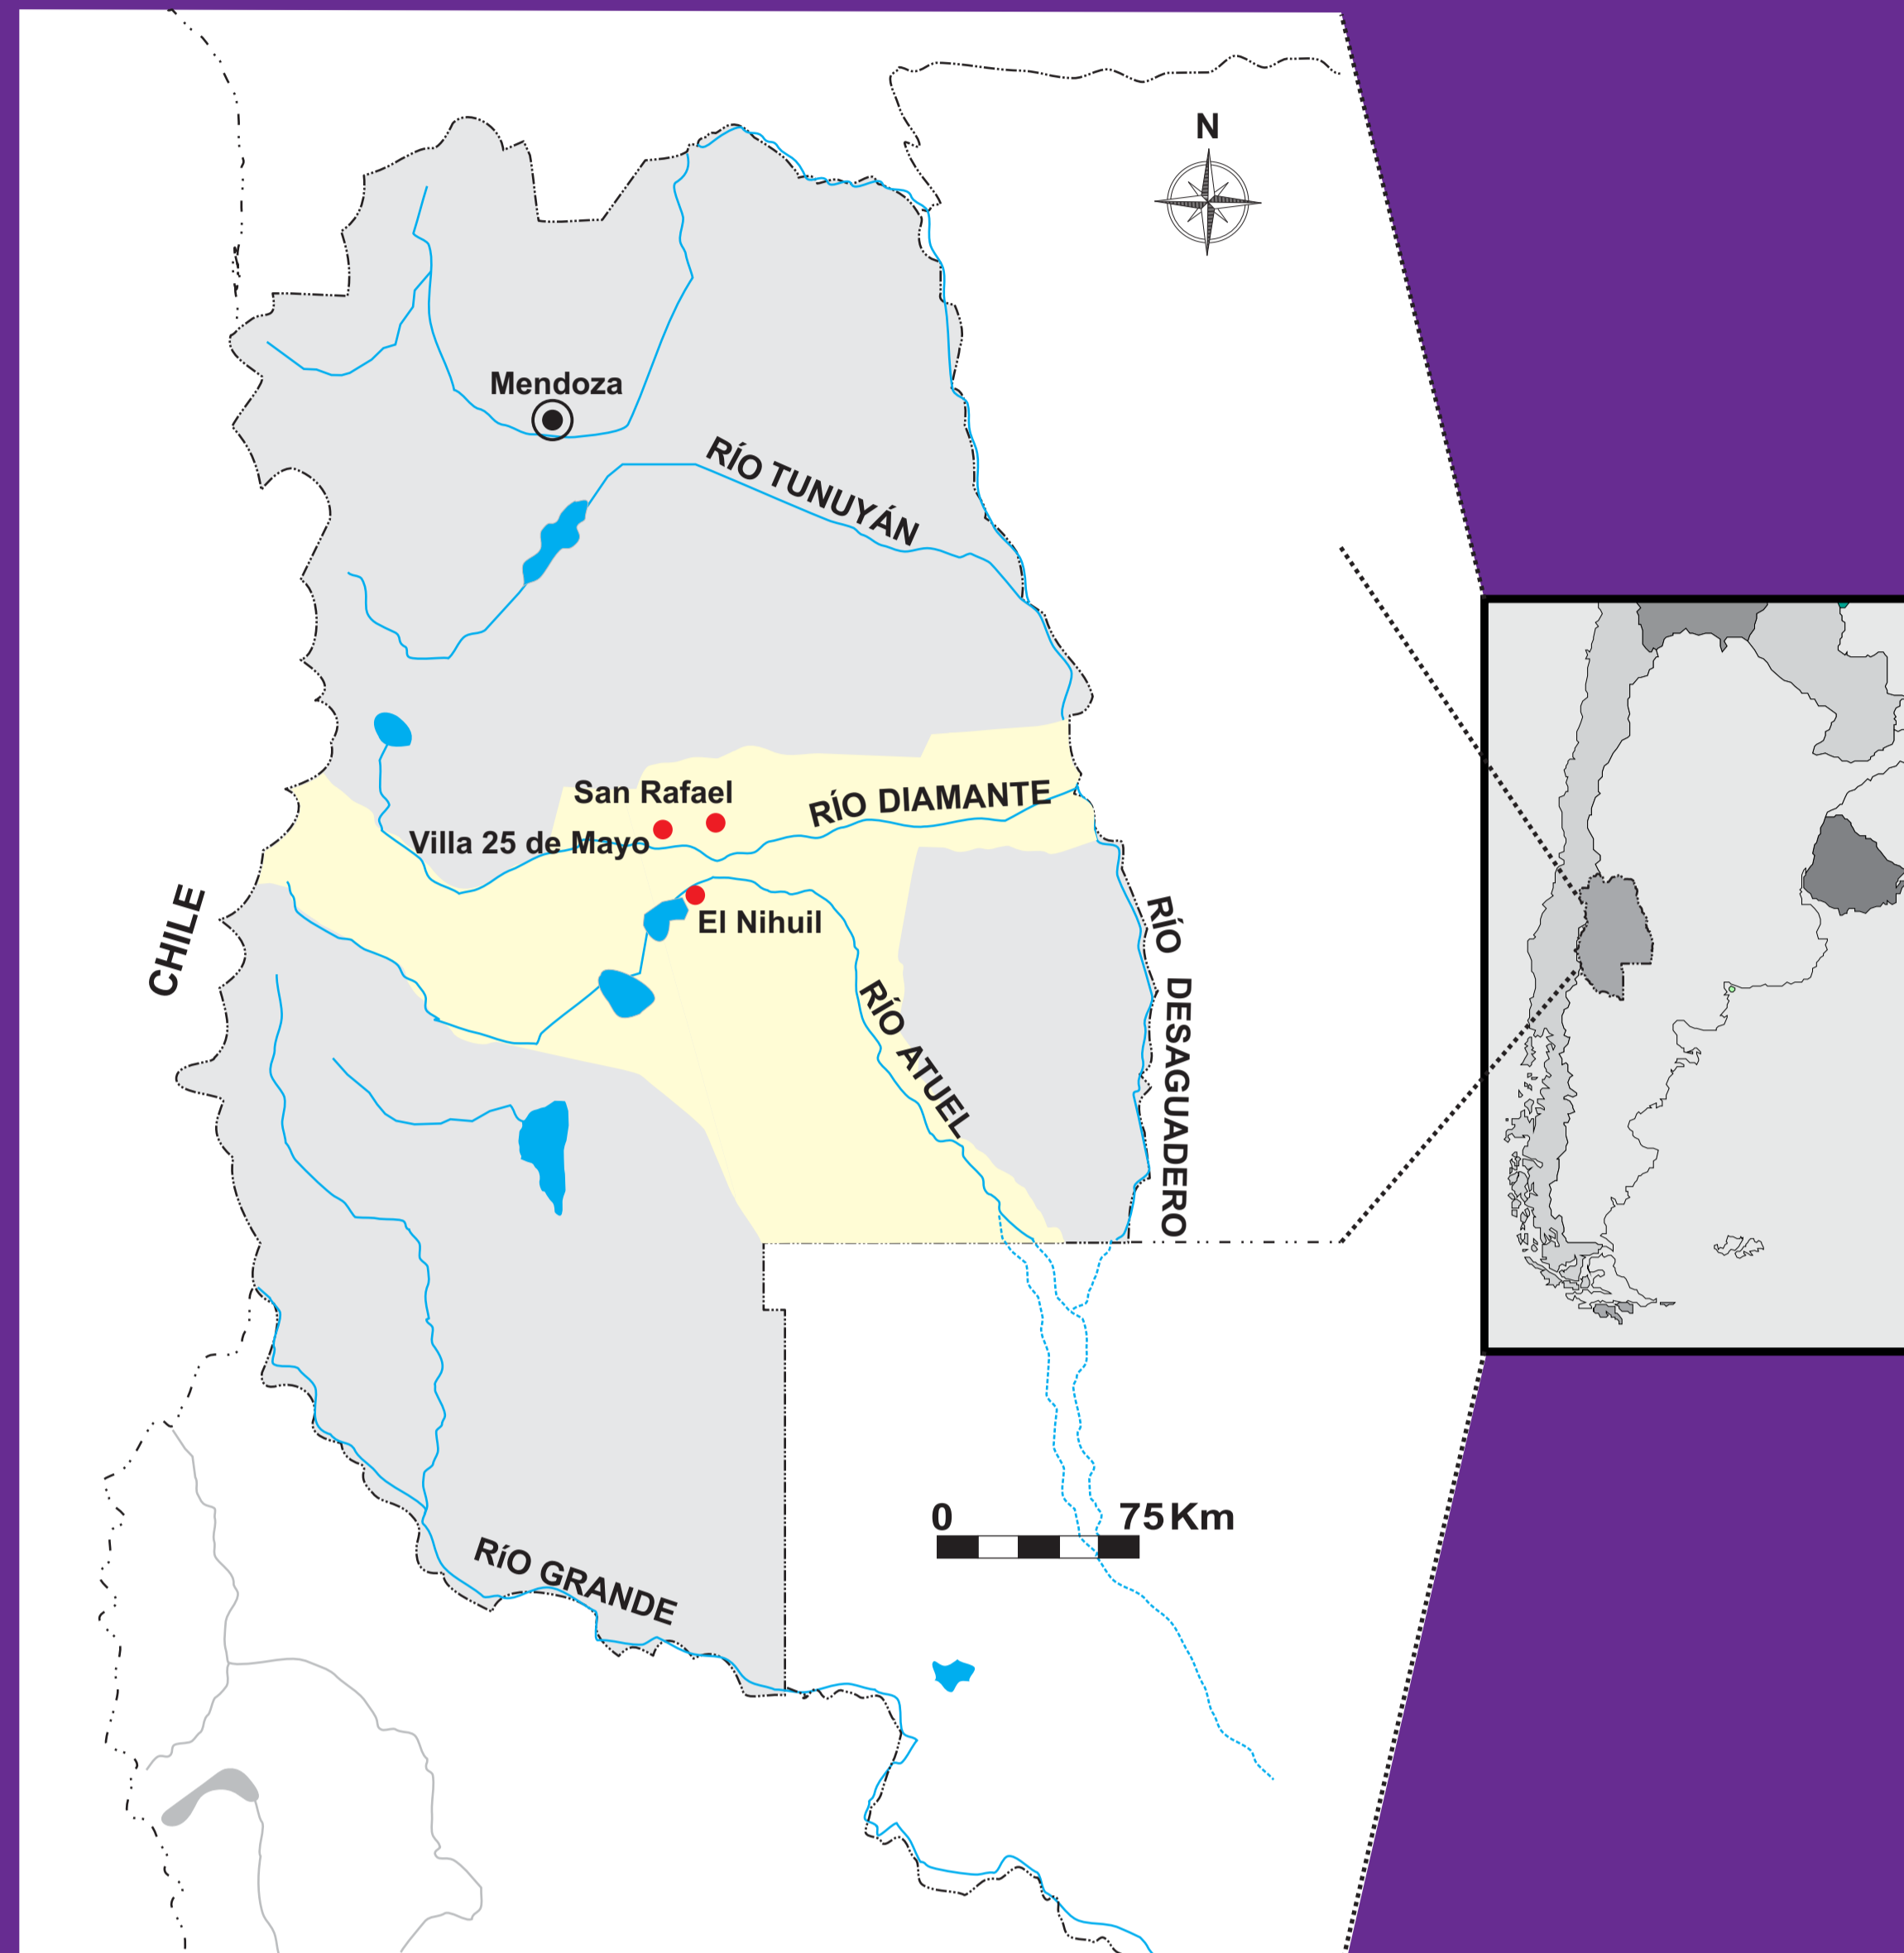 N
Mendoza
RÍO TUNUYÁN
San Rafael
RÍO DIAMANTE
Villa 25 de Mayo
CHILE
El Nihuil
RÍO ATUEL
RÍO DESAGUADERO
0 75 Km
RíO GRANDE